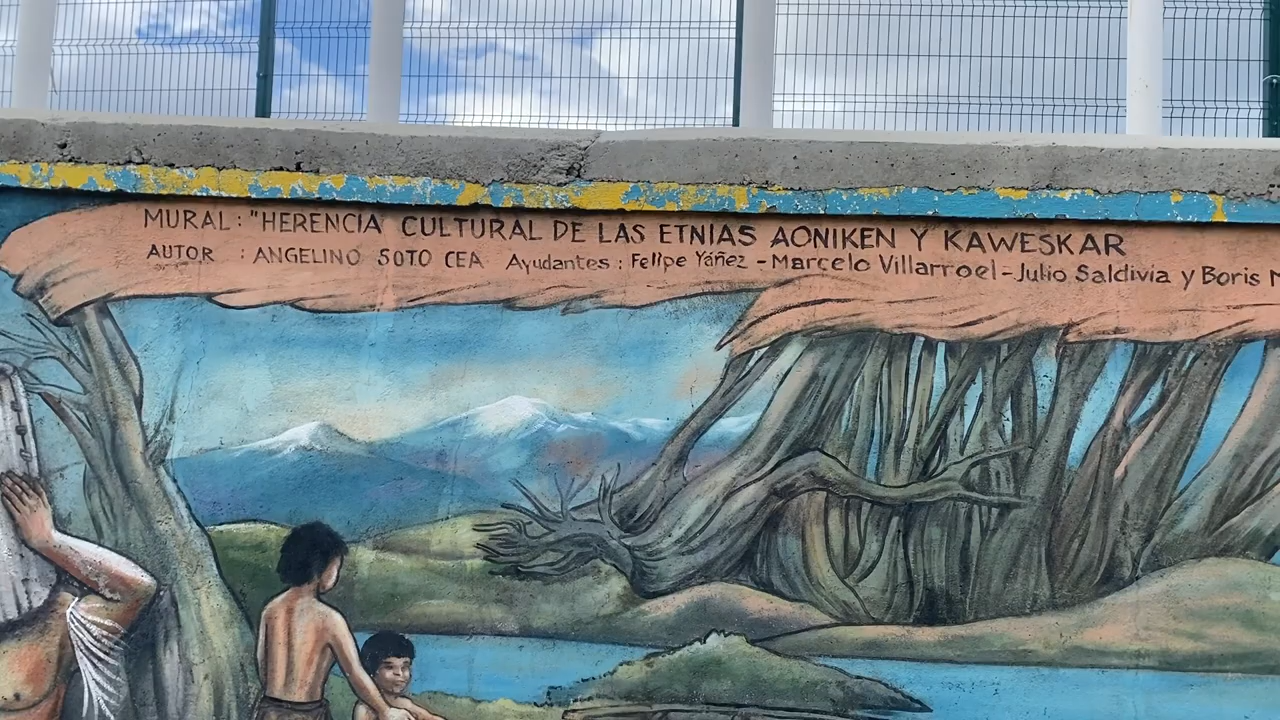 MURAL: "HERENCIA CULTURAL DE LAS ETNIAS AONIKEN Y KAWESKAR
AUTOR : ANGELINO SOTO CEA Ayudantes: Felipe Yáñez - Marcelo Villarroel - Julio Saldivia y Boris